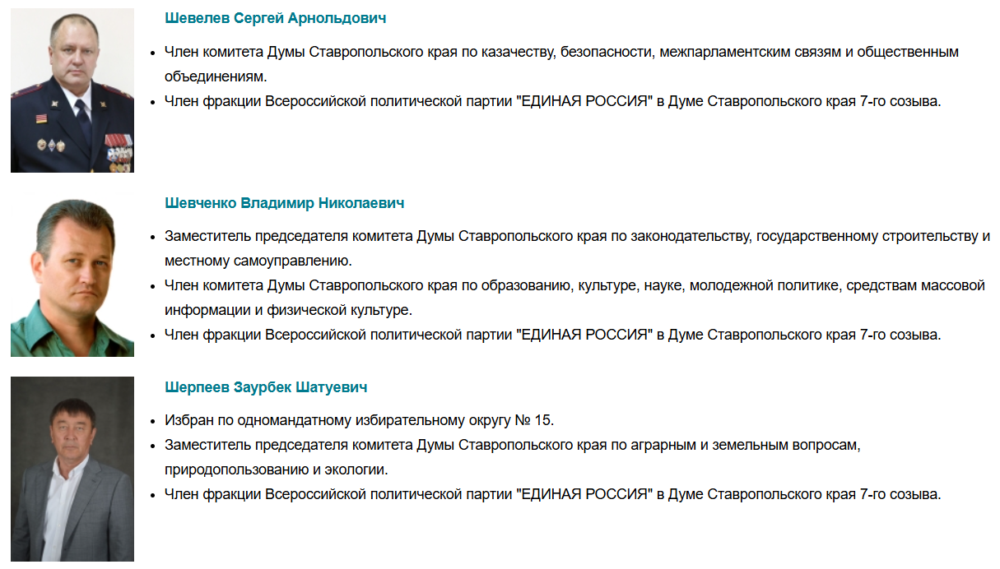 Шевелев Сергей Арнольдович
Член комитета Думы Ставропольского края по казачеству, безопасности, межпарламентским связям и общественным
объединениям.
Член фракции Всероссийской политической партии "ЕДИНАЯ РОССИЯ" в Думе Ставропольского края 7-го созыва.
Шевченко Владимир Николаевич
Заместитель председателя комитета Думы Ставропольского края по законодательству, государственному строительству и
местному самоуправлению.
Член комитета Думы Ставропольского края по образованию, культуре, науке, молодежной политике, средствам массовой
информации и физической культуре.
Член фракции Всероссийской политической партии "ЕДИНАЯ РОССИЯ" в Думе Ставропольского края 7-го созыва.
Шерпеев Заурбек Шатуевич
Избран по одномандатному избирательному округу № 15.
Заместитель председателя комитета Думы Ставропольского края по аграрным и земельным вопросам,
природопользованию и экологии.
Член фракции Всероссийской политической партии "ЕДИНАЯ РОССИЯ" в Думе Ставропольского края 7-го созыва.